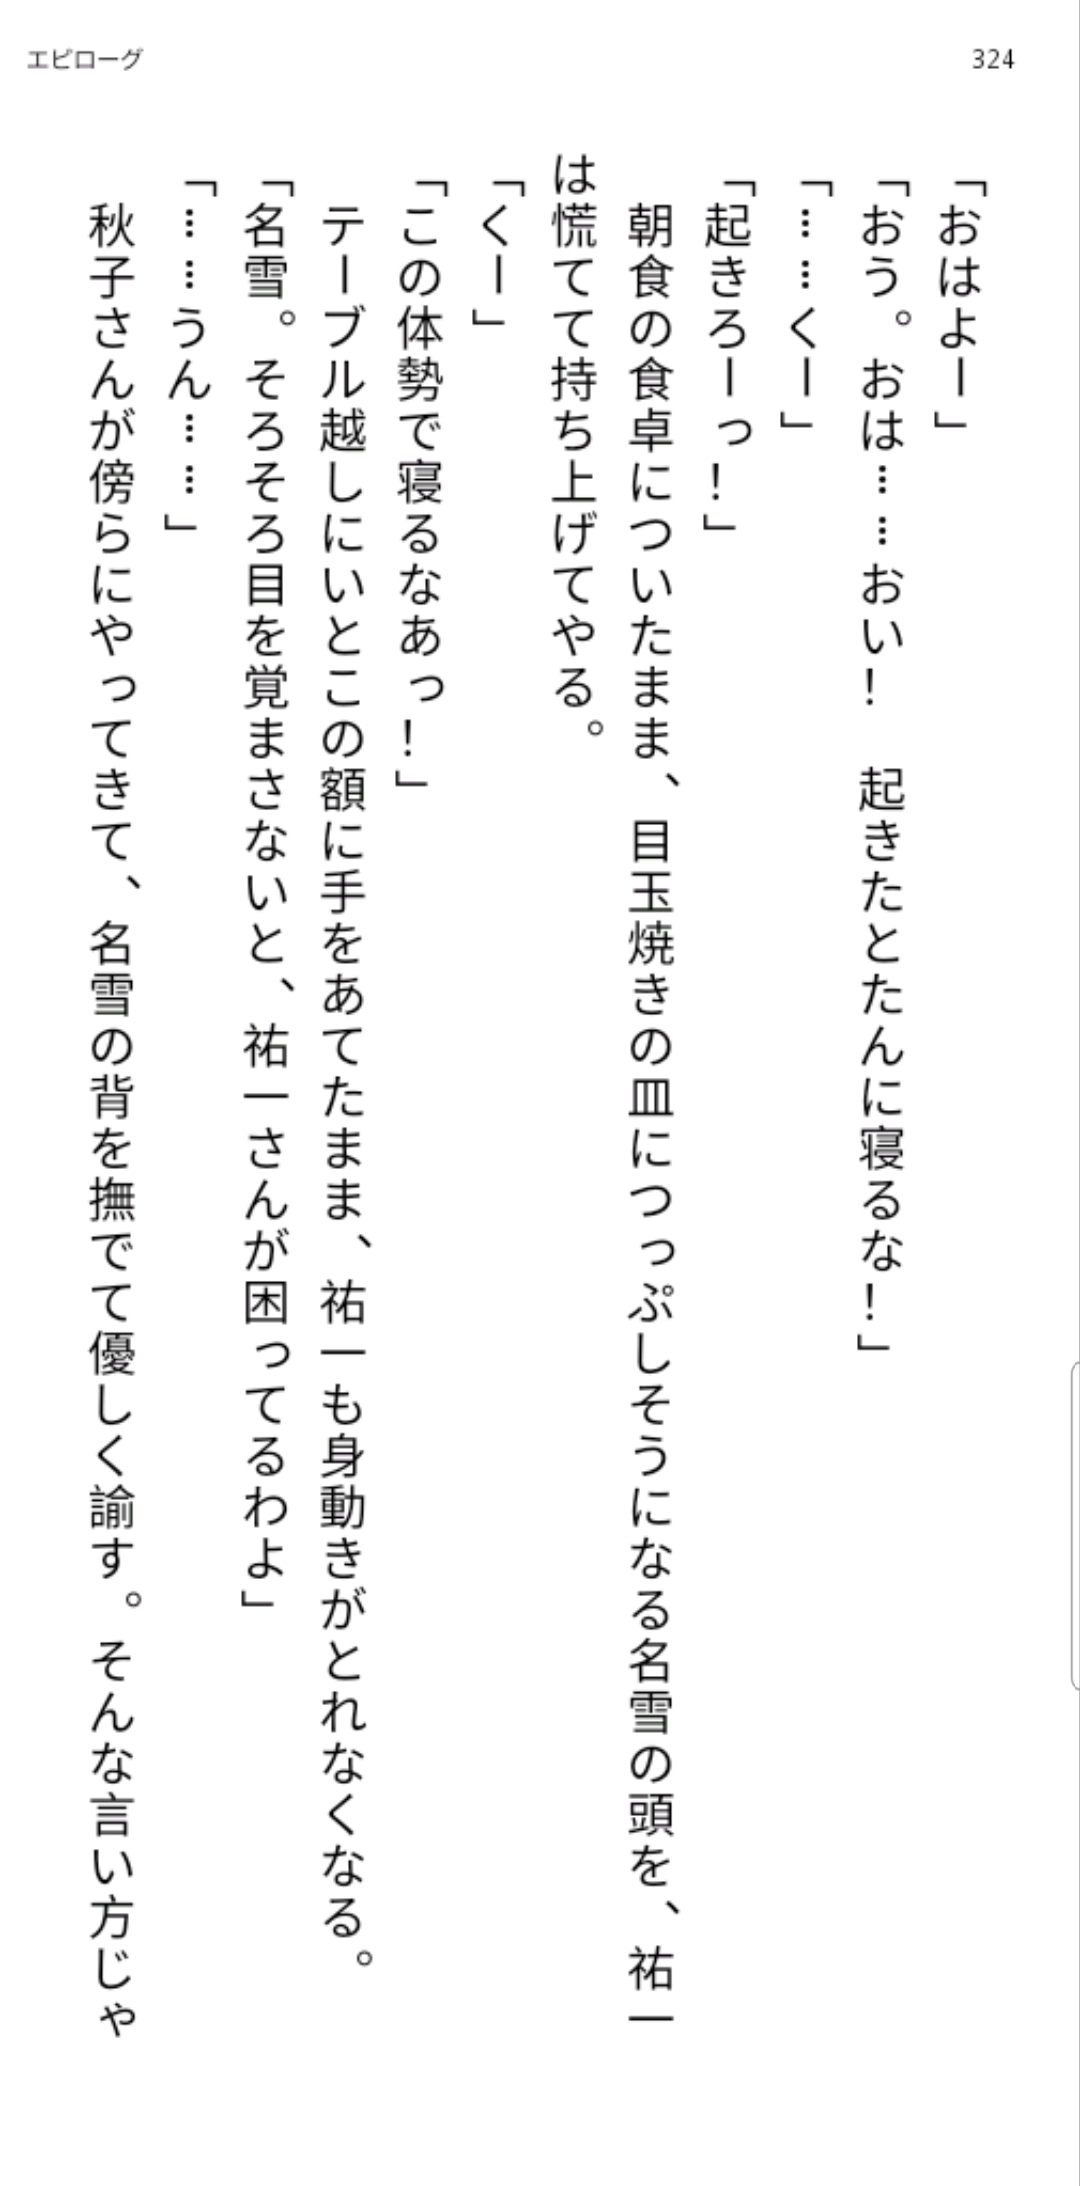 エピローグ
324
「おはよー」
「おう。おは……おい！　起きたとたんに寝るな！」
「……くー」
「起きろーっ！」
　朝食の食卓についたまま、目玉焼きの皿につっぷしそうになる名雪の頭を、祐一
は慌てて持ち上げてやる。
「くー」
「この体勢で寝るなあっ！」
　テーブル越しにいとこの額に手をあてたまま、祐一も身動きがとれなくなる。
「名雪。そろそろ目を覚まさないと、祐一さんが困ってるわよ」
「……うん……」
　秋子さんが傍らにやってきて、名雪の背を撫でて優しく諭す。そんな言い方じゃ